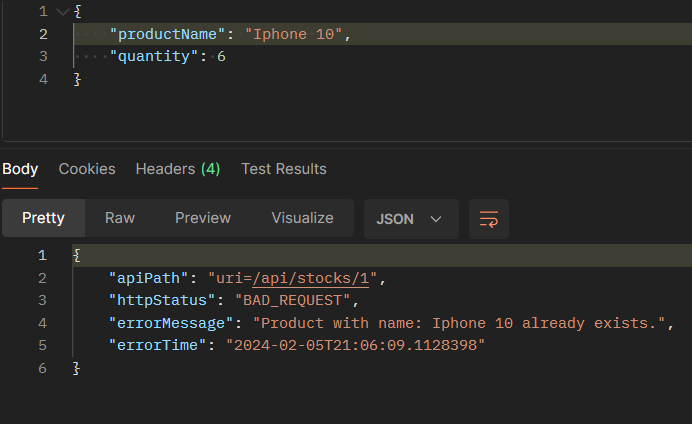 1 {
2 "productName": "Iphone 10",
3 "quantity": 6
4 }
Body Cookies Headers (4) Test Results
Pretty Raw Preview Visualize JSON
1 {
2 "apiPath": "uri=/api/stocks/1",
3 "httpStatus": "BAD_REQUEST",
4 "errorMessage": "Product with name: Iphone 10 already exists.",
5 "errorTime": "2024-02-05T21:06:09.1128398"
6 }